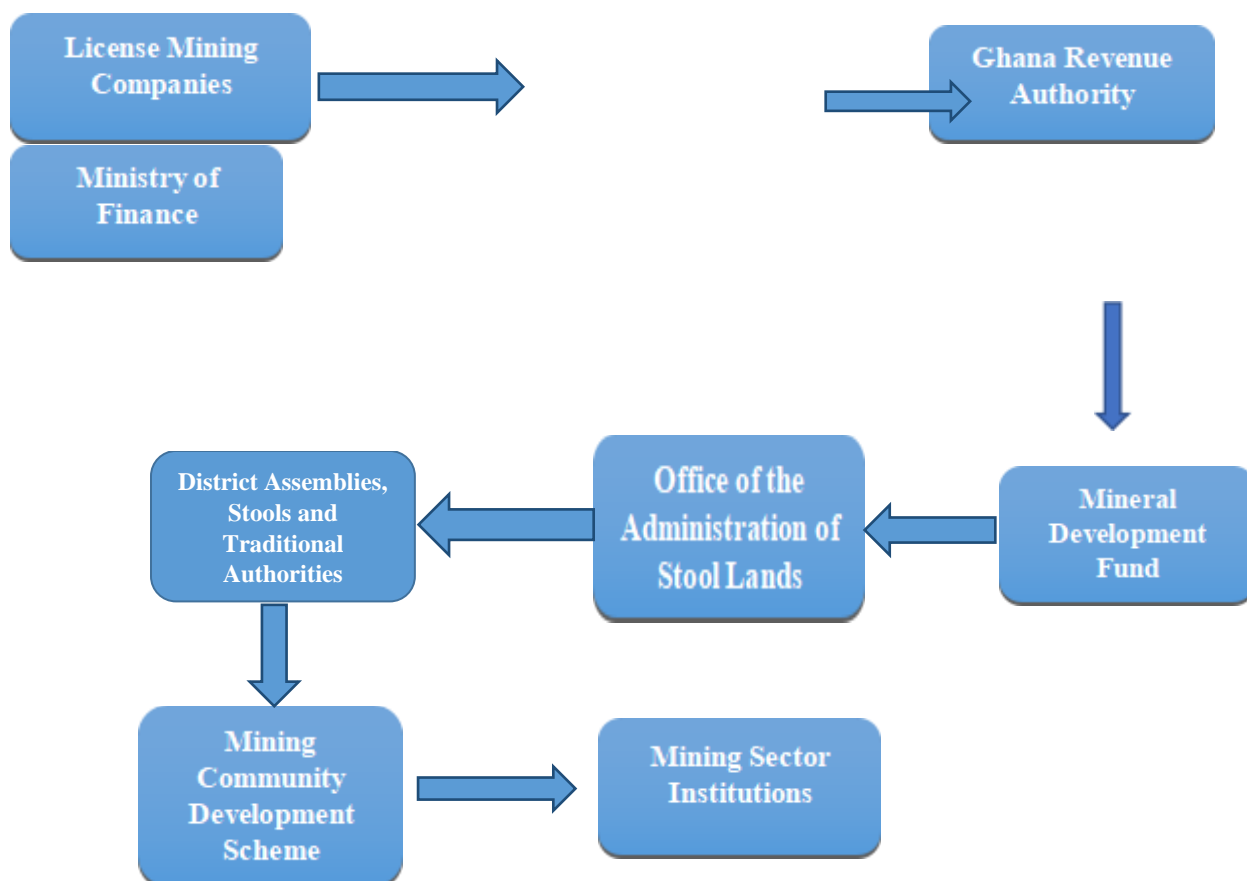 License Mining
Companies
Ghana Revenue
Authority
Ministry of
Finance
District Assemblies,
Stools and
Traditional
Authorities
Office of the
Administration of
Stool Lands
Mineral
Development
Fund
Mining
Community
Development
Scheme
Mining Sector
Institutions